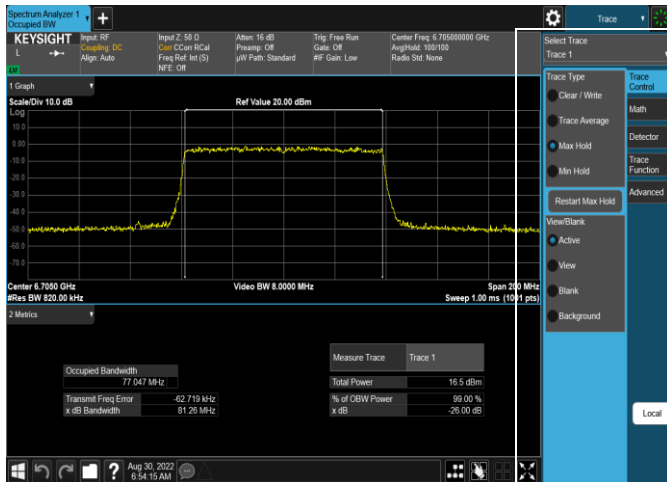 Spectrum Analyzer 1
Occupied BW
Trace
KEYSIGHT
L
Input: RF
Coupling: DC
Align: Auto
Input Z: 50 Ω
Corr CCorr RCal
Freq Ref: Int (S)
NFE: Off
Atten: 16 dB
Preamp: Off
µW Path: Standard
Trig: Free Run
Gate: Off
#IF Gain: Low
Center Freq: 6.705000000 GHz
Avg|Hold: 100/100
Radio Std: None
1 Graph
Scale/Div 10.0 dB
Ref Value 20.00 dBm
Log
10.0
0.00
-10.0
-20.0
-30.0
-40.0
-50.0
-60.0
-70.0
Center 6.7050 GHz
#Res BW 820.00 kHz
Video BW 8.0000 MHz
Span 200 MHz
Sweep 1.00 ms (1001 pts)
2 Metrics
Occupied Bandwidth
77.047 MHz
Transmit Freq Error -62.719 kHz
x dB Bandwidth 81.26 MHz
Measure Trace Trace 1
Total Power 16.5 dBm
% of OBW Power 99.00 %
x dB -26.00 dB
Aug 30, 2022
6:54:15 AM
Select Trace
Trace 1
Trace Type
Clear / Write
Trace Average
Max Hold
Min Hold
Restart Max Hold
View/Blank
Active
View
Blank
Background
Trace
Control
Math
Detector
Trace
Function
Advanced
Local